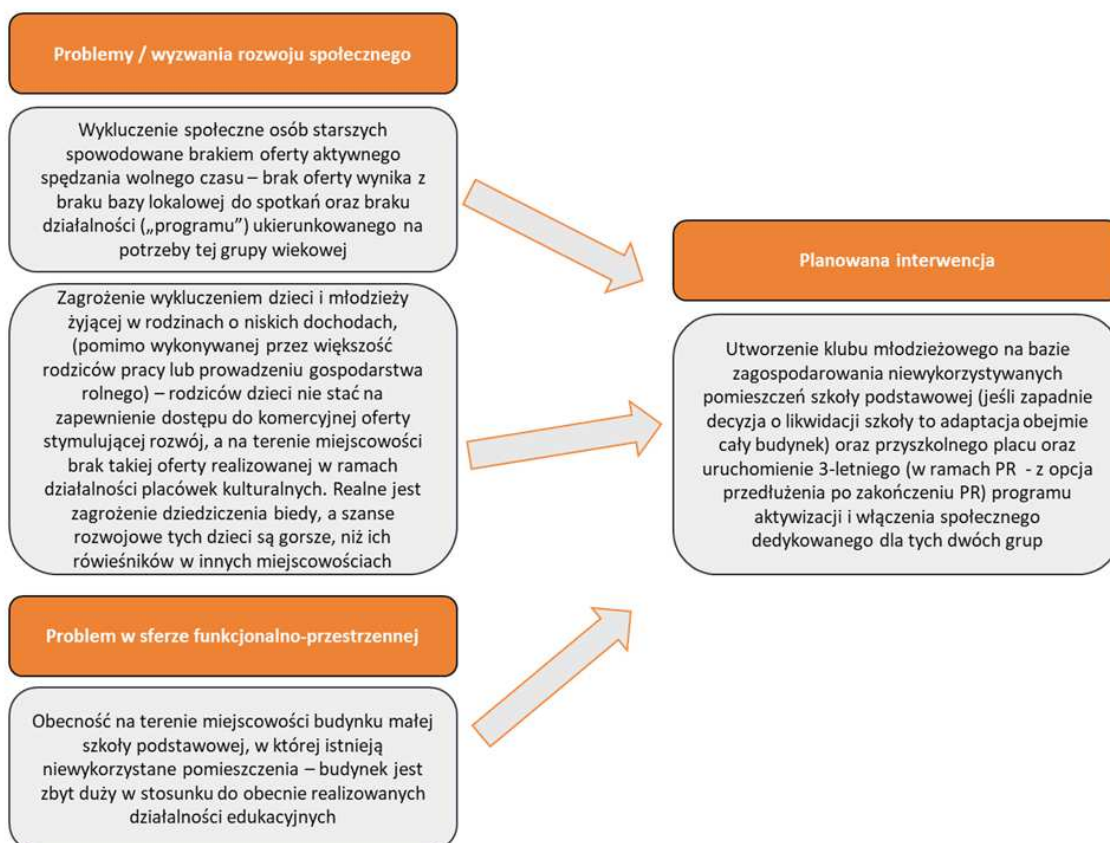 Problemy / wyzwania rozwoju społecznego
Wykluczenie społeczne osób starszych
spowodowane brakiem oferty aktywnego
spędzania wolnego czasu – brak oferty wynika z
braku bazy lokalowej do spotkań oraz braku
działalności („programu”) ukierunkowanego na
potrzeby tej grupy wiekowej
Zagrożenie wykluczeniem dzieci i młodzieży
żyjącej w rodzinach o niskich dochodach,
(pomimo wykonywanej przez większość
rodziców pracy lub prowadzeniu gospodarstwa
rolnego) – rodziców dzieci nie stać na
zapewnienie dostępu do komercyjnej oferty
stymulującej rozwój, a na terenie miejscowości
brak takiej oferty realizowanej w ramach
działalności placówek kulturalnych. Realne jest
zagrożenie dziedziczenia biedy, a szanse
rozwojowe tych dzieci są gorsze, niż ich
rówieśników w innych miejscowościach
Problem w sferze funkcjonalno-przestrzennej
Obecność na terenie miejscowości budynku małej
szkoły podstawowej, w której istnieją
niewykorzystane pomieszczenia – budynek jest
zbyt duży w stosunku do obecnie realizowanych
działalności edukacyjnych
Planowana interwencja
Utworzenie klubu młodzieżowego na bazie
zagospodarowania niewykorzystywanych
pomieszczeń szkoły podstawowej (jeśli zapadnie
decyzja o likwidacji szkoły to adaptacja obejmie
cały budynek) oraz przyszkolnego placu oraz
uruchomienie 3-letniego (w ramach PR - z opcja
przedłużenia po zakończeniu PR) programu
aktywizacji i włączenia społecznego
dedykowanego dla tych dwóch grup